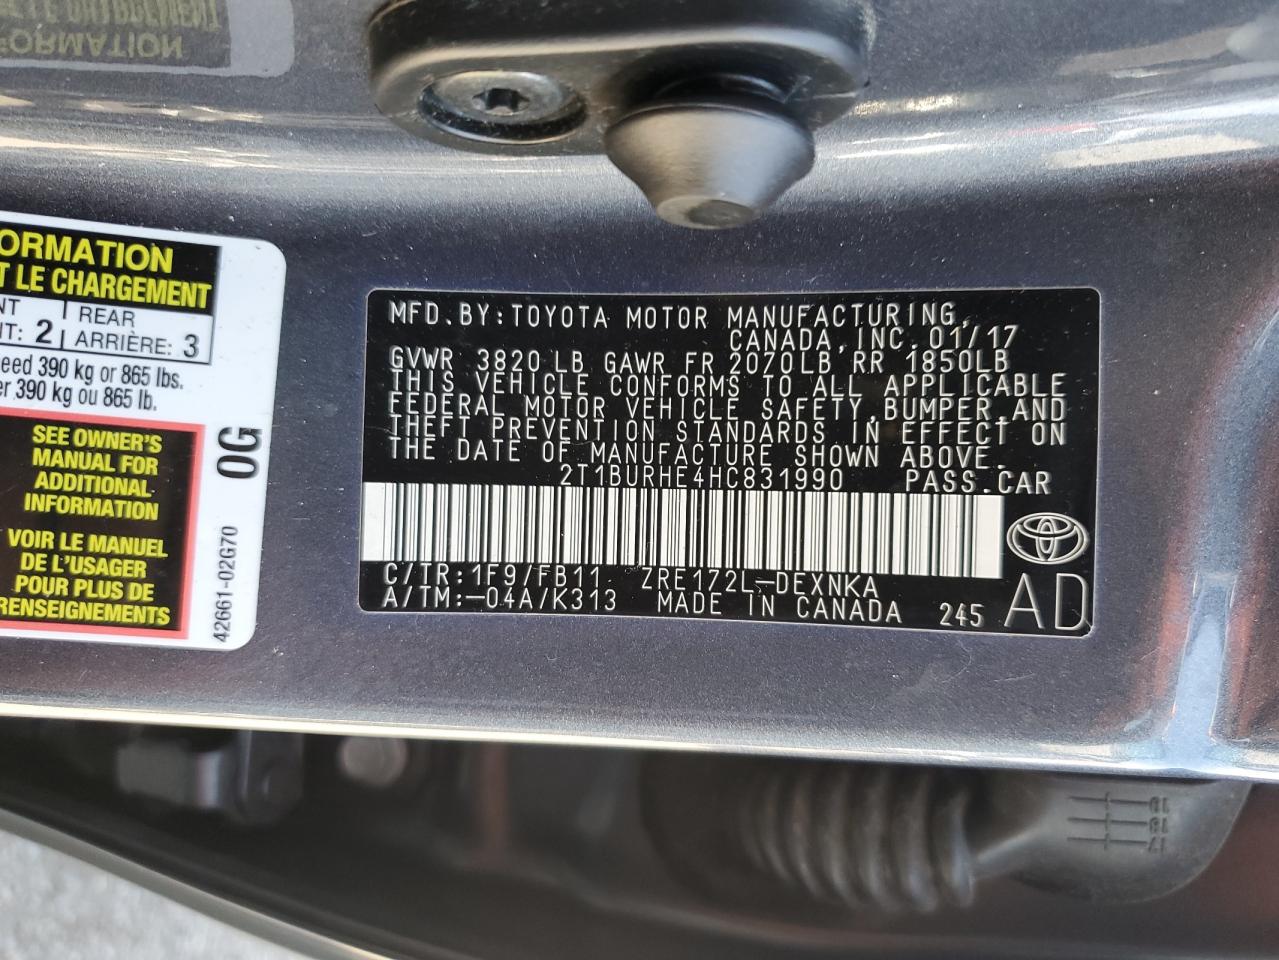 ORMATION
T LE CHARGEMENT
NT REAR
NT: 2 ARRIÈRE: 3
eed 390 kg or 865 lbs.
er 390 kg ou 865 lb.
SEE OWNER'S
MANUAL FOR
ADDITIONAL
INFORMATION
VOIR LE MANUEL
DE L'USAGER
POUR PLUS DE
RENSEIGNEMENTS
0G
42661-02G70
MFD.BY:TOYOTA MOTOR MANUFACTURING,
CANADA,INC.01/17
GVWR 3820 LB GAWR FR 2070LB,RR 1850LB
THIS VEHICLE CONFORMS TO ALL APPLICABLE
FEDERAL MOTOR VEHICLE SAFETY,BUMPER,AND
THEFT PREVENTION STANDARDS IN EFFECT ON
THE DATE OF MANUFACTURE SHOWN ABOVE.
2T1BURHE4HC831990 PASS.CAR
C/TR:1F9/FB11 ZRE172L-DEXNKA
A/TM:-04A/K313 MADE IN CANADA 245 AD